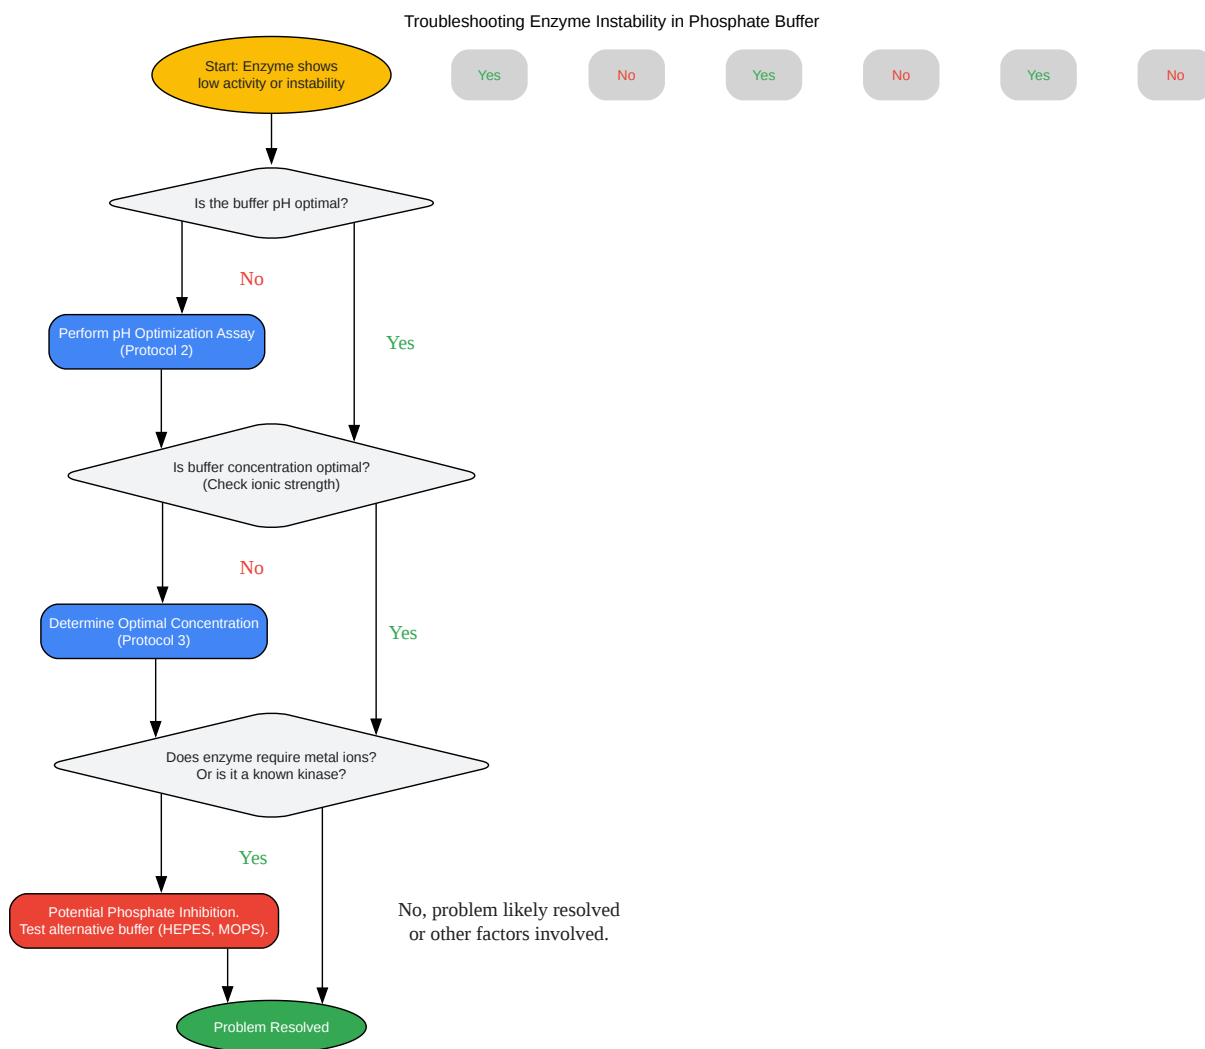 Troubleshooting Enzyme Instability in Phosphate Buffer
Start: Enzyme shows
low activity or instability
Yes
No
Yes
No
Yes
No
Is the buffer pH optimal?
No
Perform pH Optimization Assay
(Protocol 2)
Yes
Is buffer concentration optimal?
(Check ionic strength)
No
Determine Optimal Concentration
(Protocol 3)
Yes
Does enzyme require metal ions?
Or is it a known kinase?
Yes
Potential Phosphate Inhibition.
Test alternative buffer (HEPES, MOPS).
No, problem likely resolved
or other factors involved.
Problem Resolved